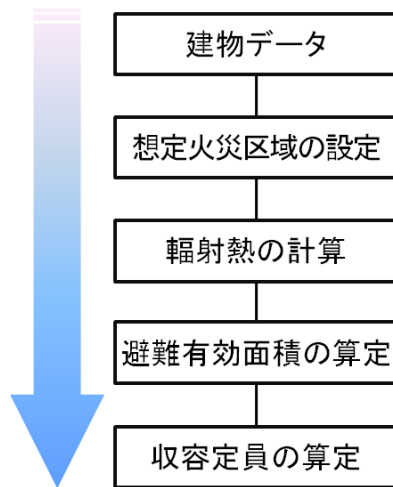 建物データ
想定火災区域の設定
輻射熱の計算
避難有効面積の算定
収容定員の算定